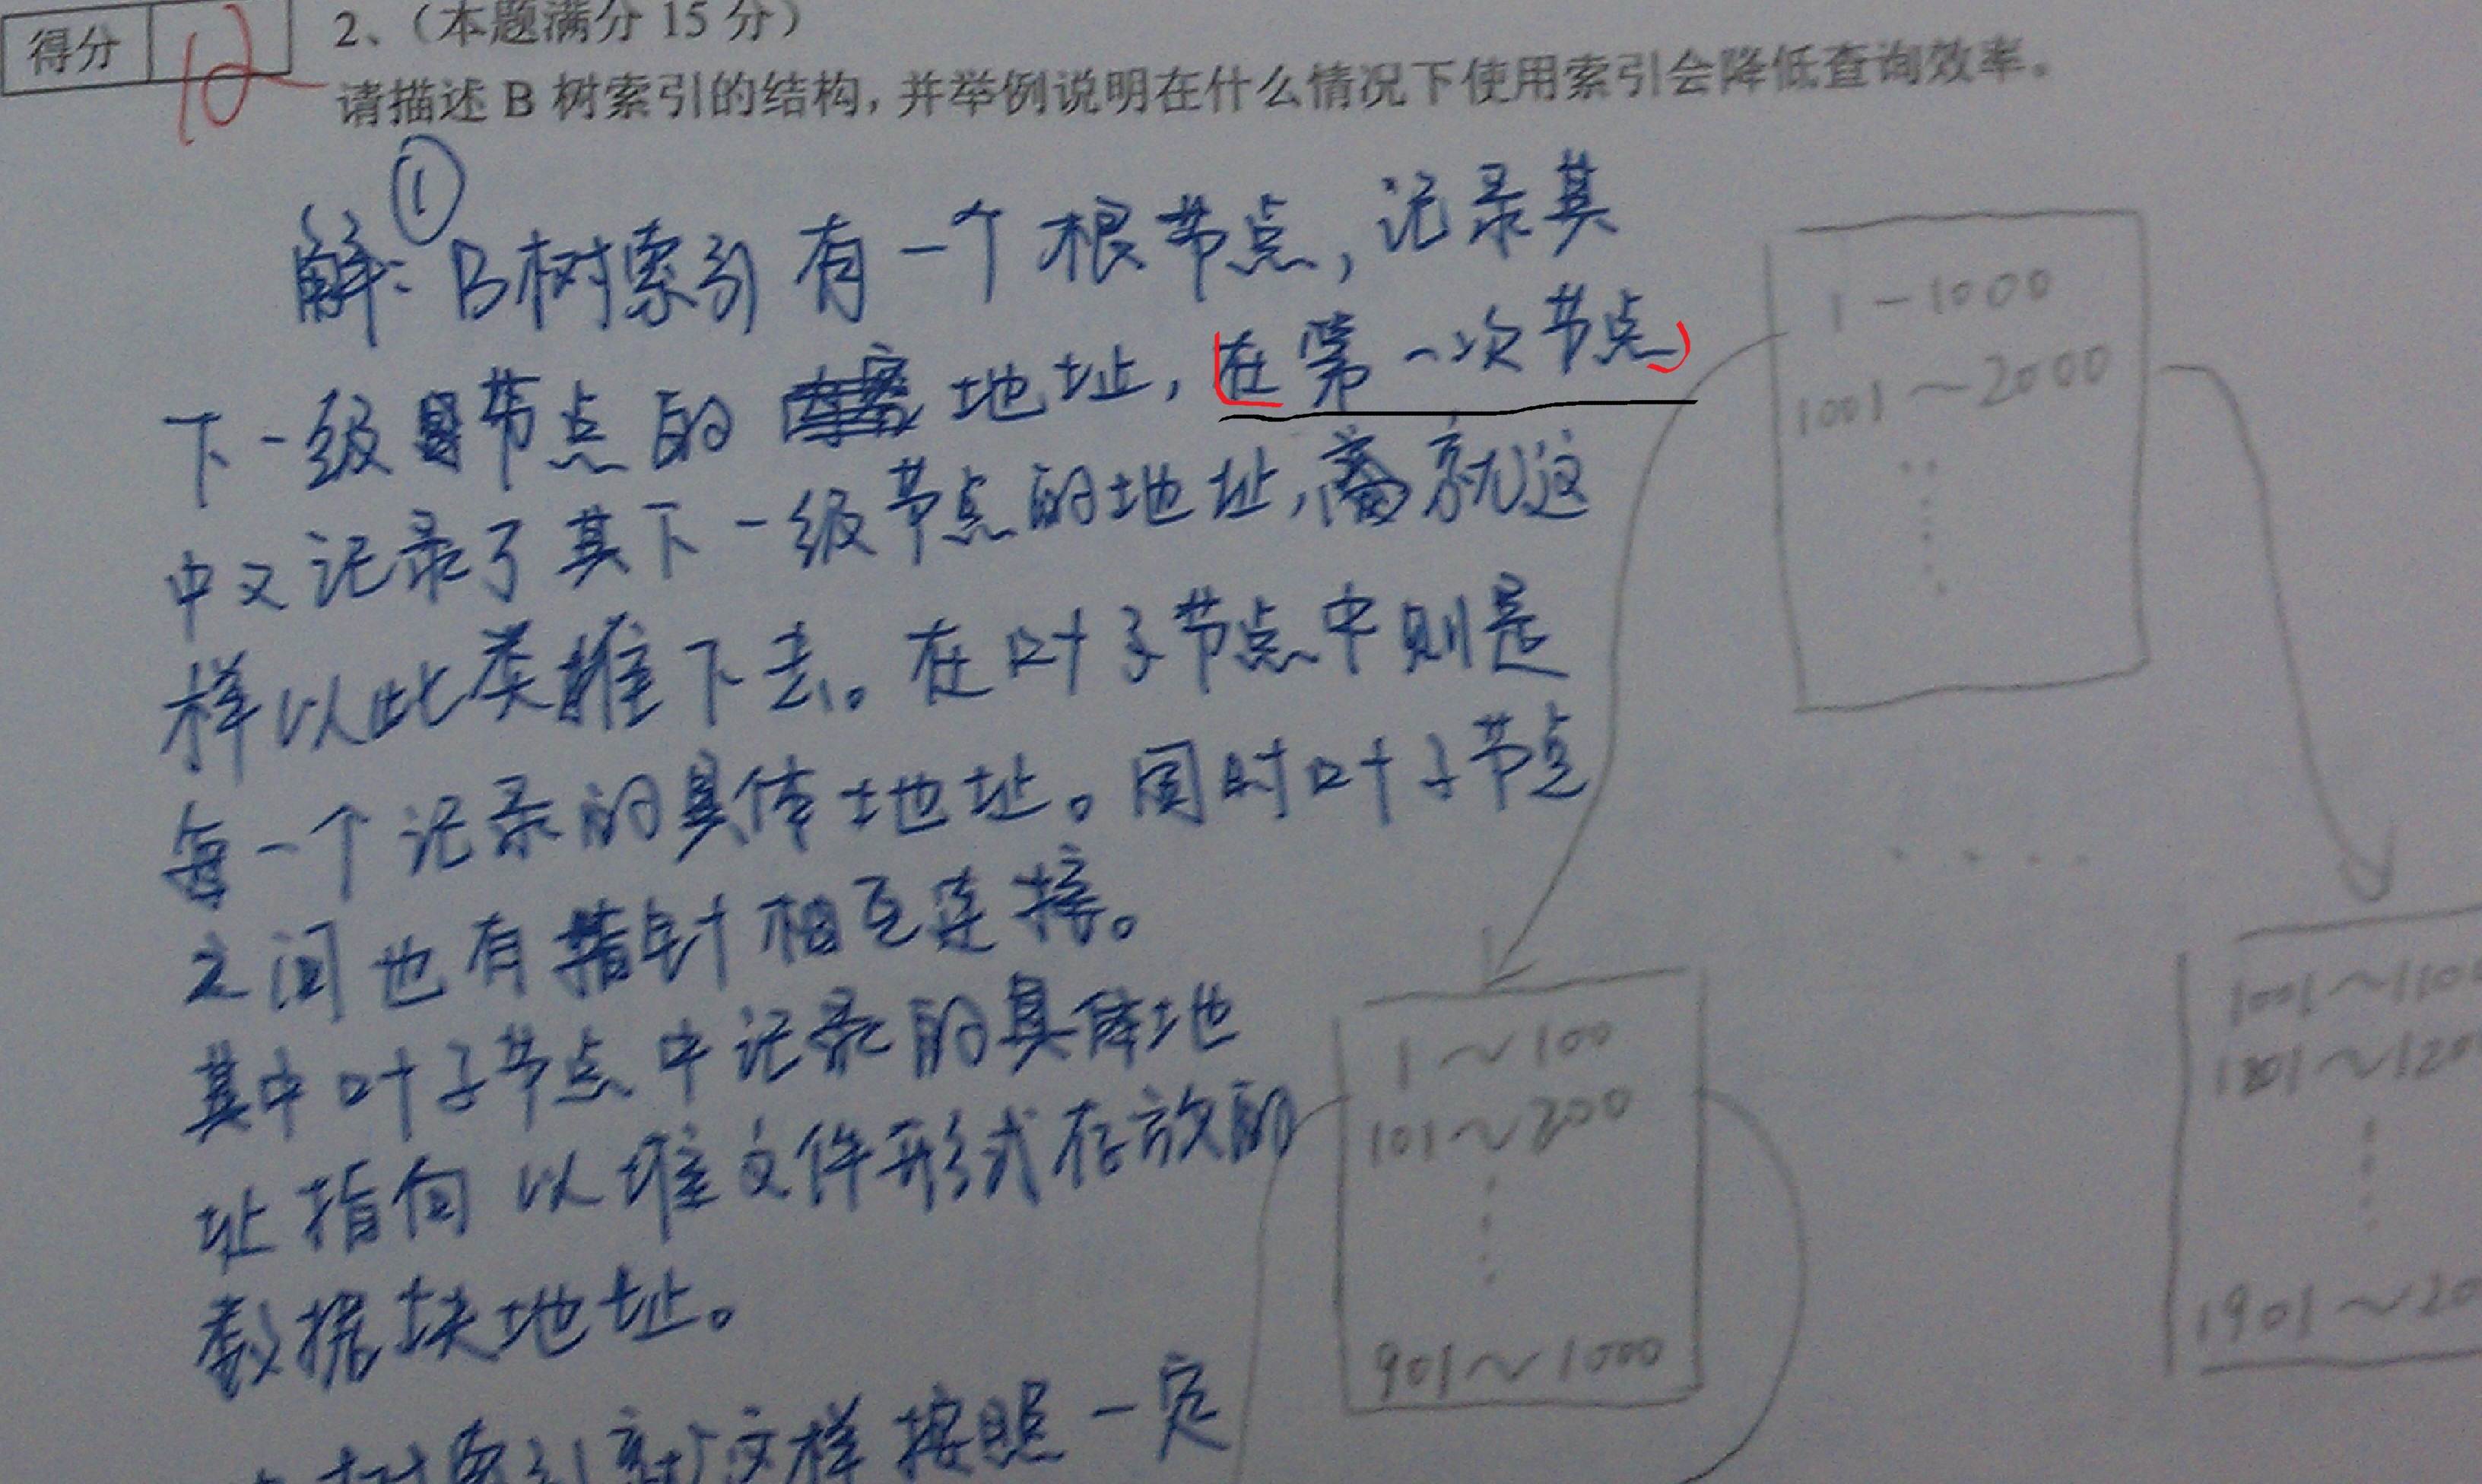 得分 12
2、（本题满分 15 分）
请描述 B 树索引的结构，并举例说明在什么情况下使用索引会降低查询效率。
①
解：B树索引有一个根节点，记录其
下一级节点的地址，在第一次节点
中又记录了其下一级节点的地址，就这
样以此类推下去。在叶子节点中则是
每一个记录的具体地址。同时叶子节点
之间也有指针相互连接。
其中叶子节点中记录的具体地
址指向以堆文件形式存放的
数据块地址。
树索引就这样按照一定
1－1000
1001～2000
1～100
101～200
901～1000
1001～1100
1101～120
1901～20